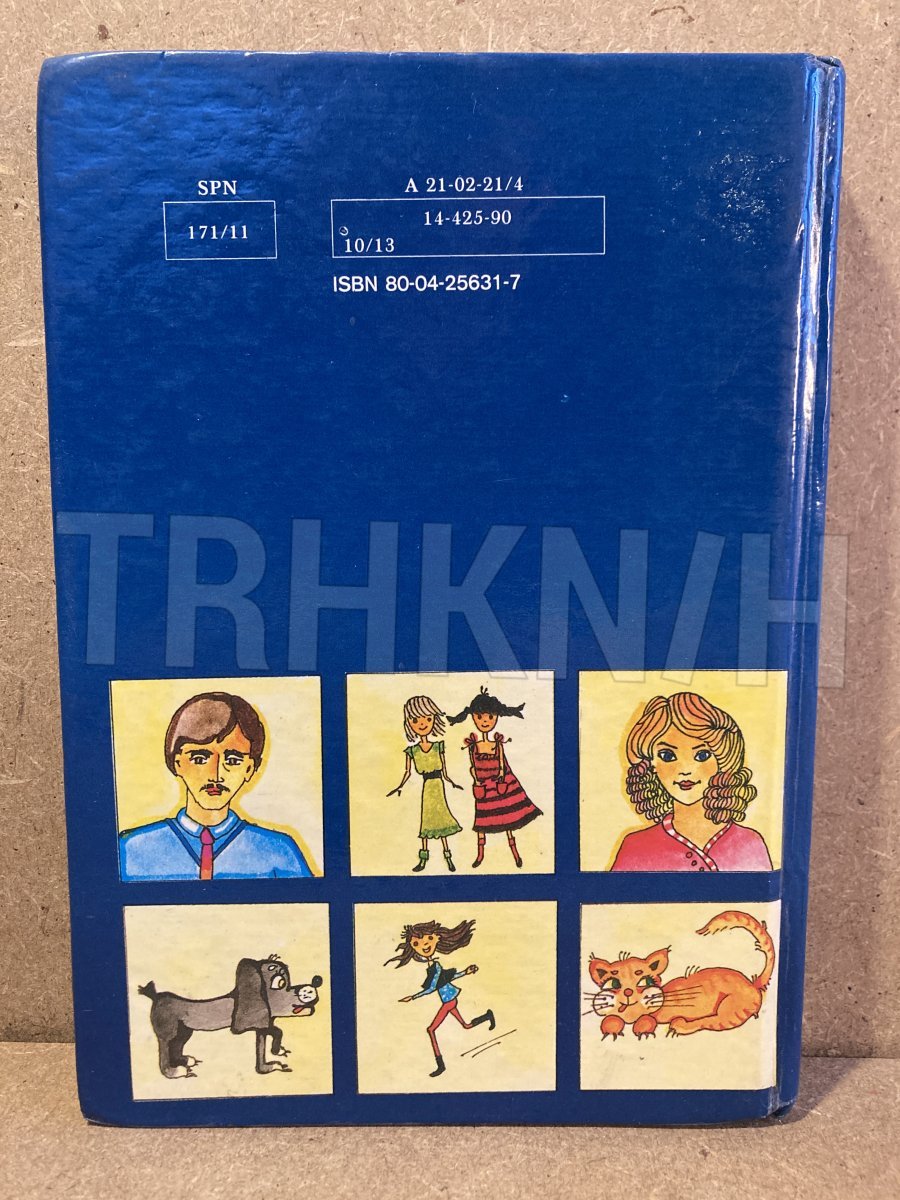 SPN
171/11
A 21-02-21/4
14-425-90
10/13
ISBN 80-04-25631-7
TRHKN/H